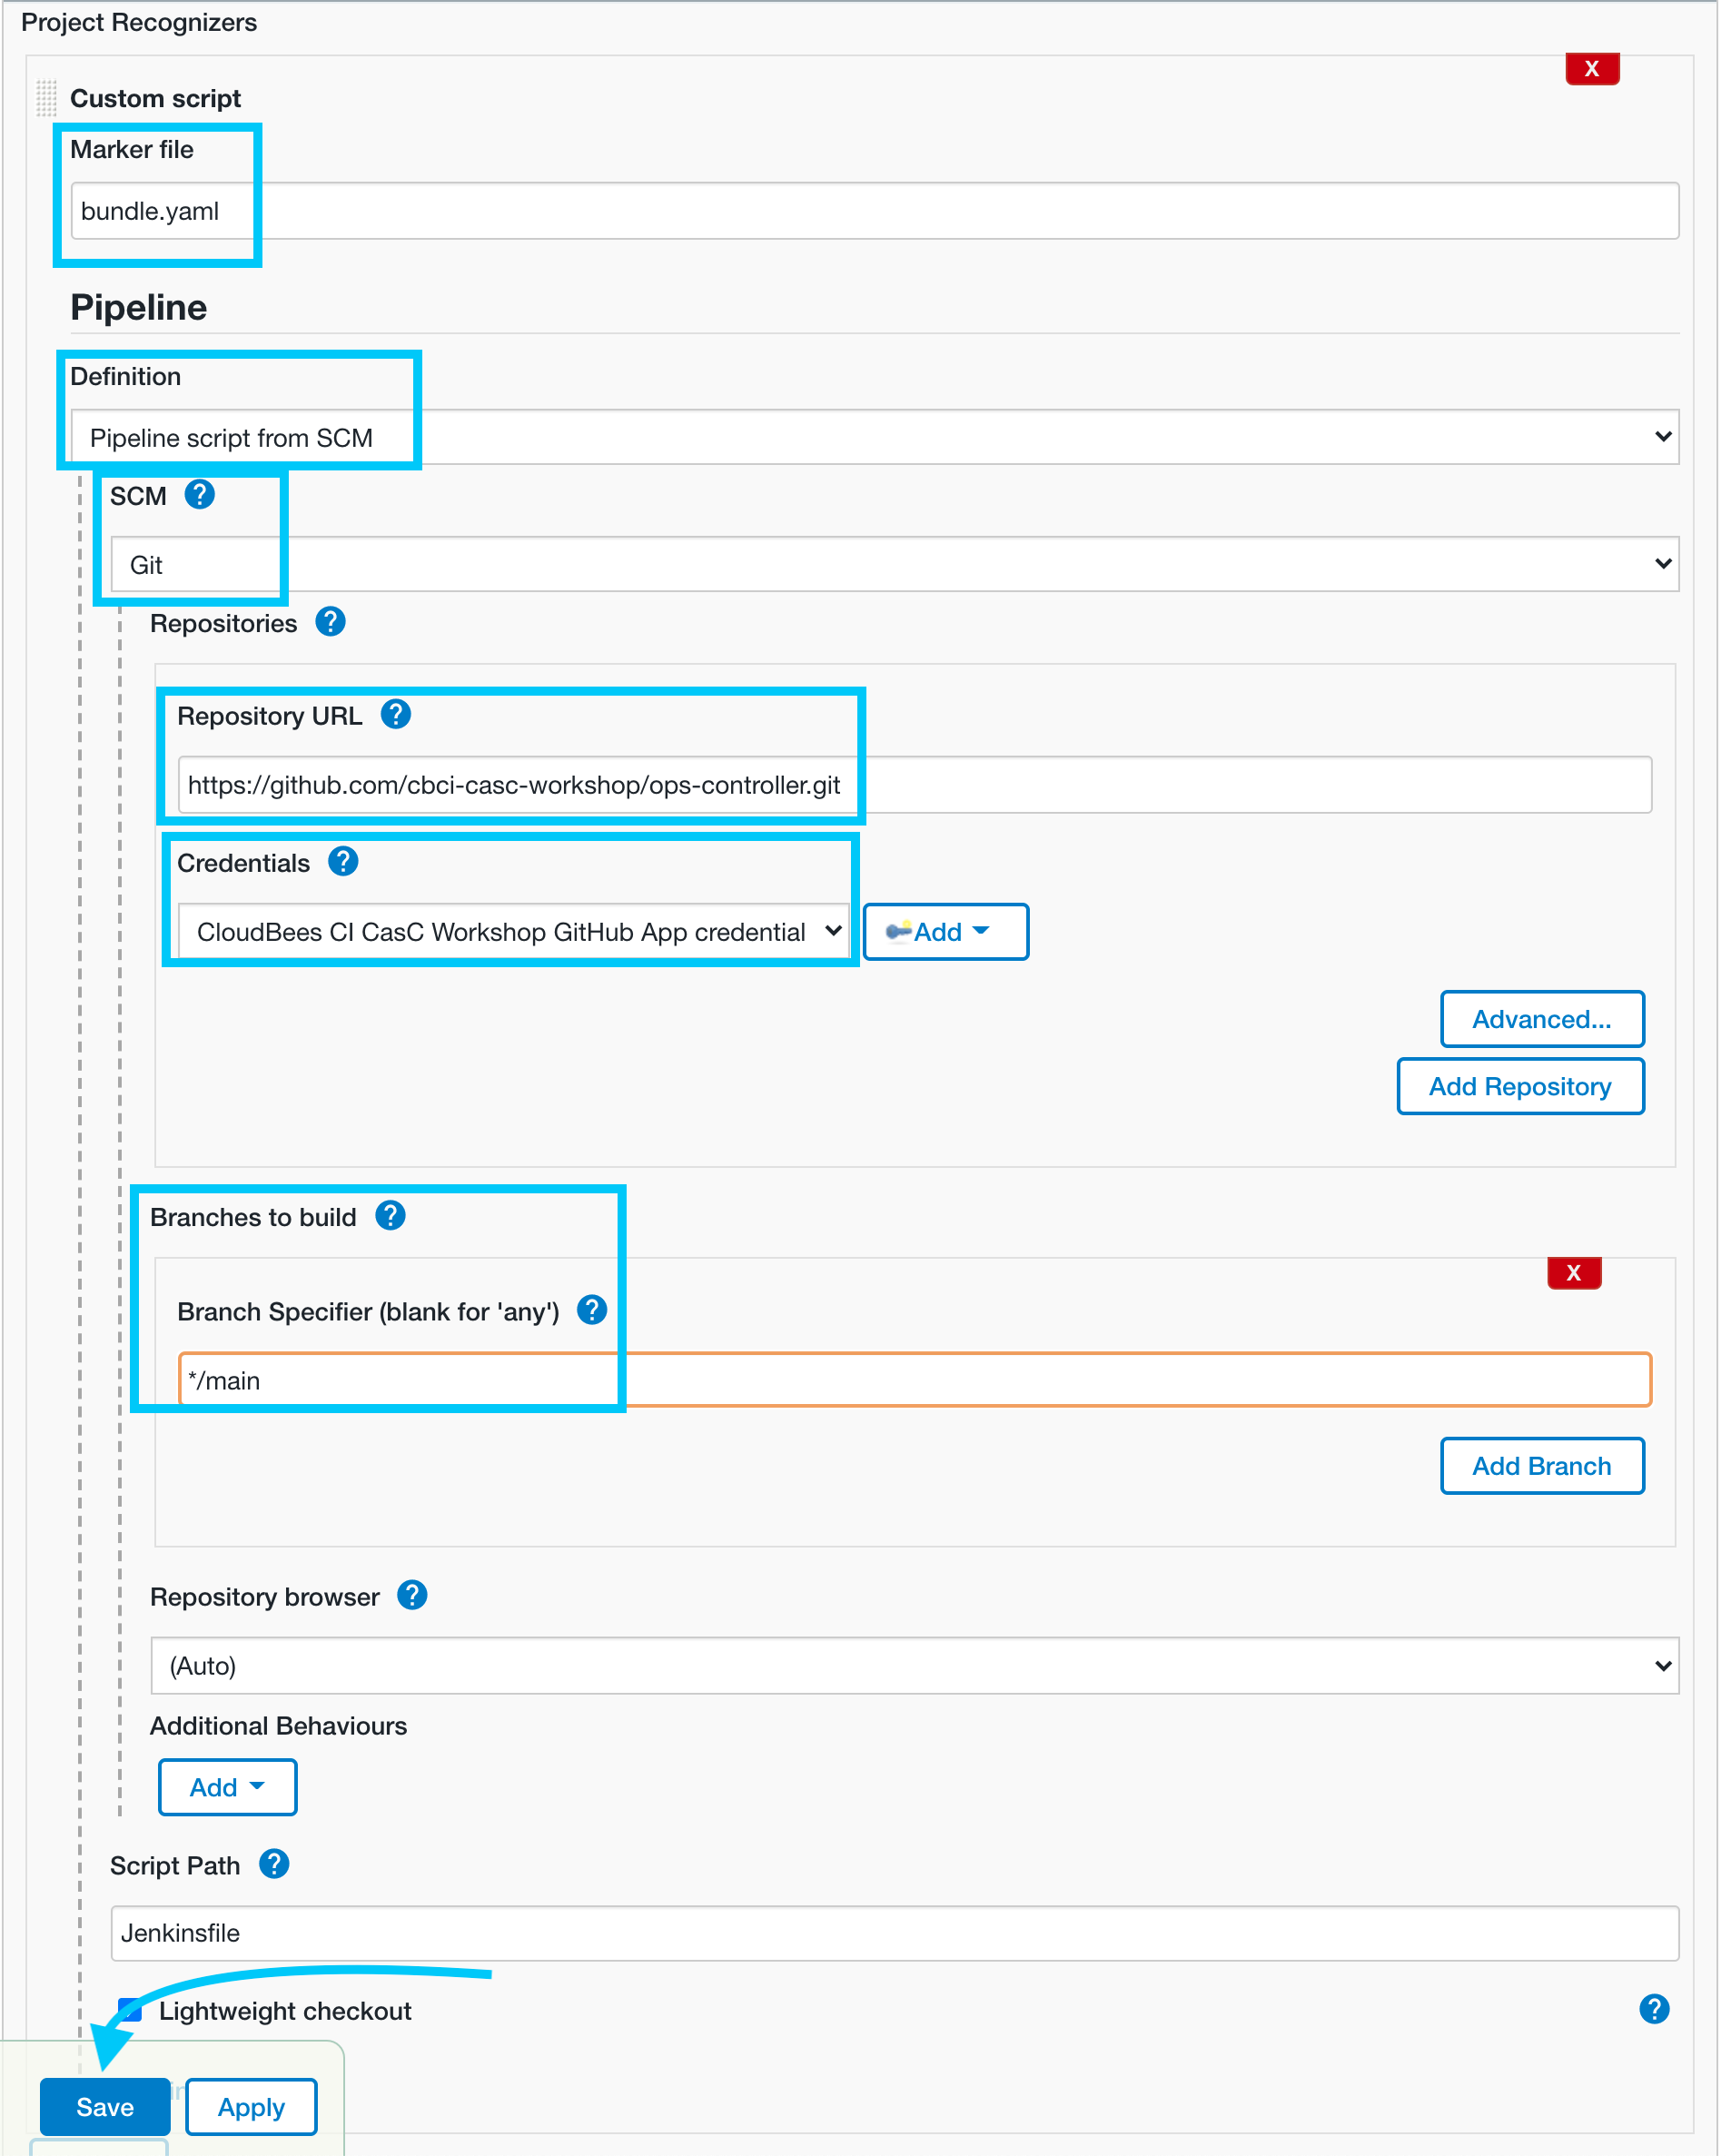 Project Recognizers
X
Custom script
Marker file
bundle.yaml
Pipeline
Definition
Pipeline script from SCM
SCM ?
Git
Repositories ?
Repository URL ?
https://github.com/cbci-casc-workshop/ops-controller.git
Credentials ?
CloudBees CI CasC Workshop GitHub App credential
Add
Advanced...
Add Repository
Branches to build ?
X
Branch Specifier (blank for 'any') ?
*/main
Add Branch
Repository browser ?
(Auto)
Additional Behaviours
Add
Script Path ?
Jenkinsfile
Lightweight checkout ?
Save Apply